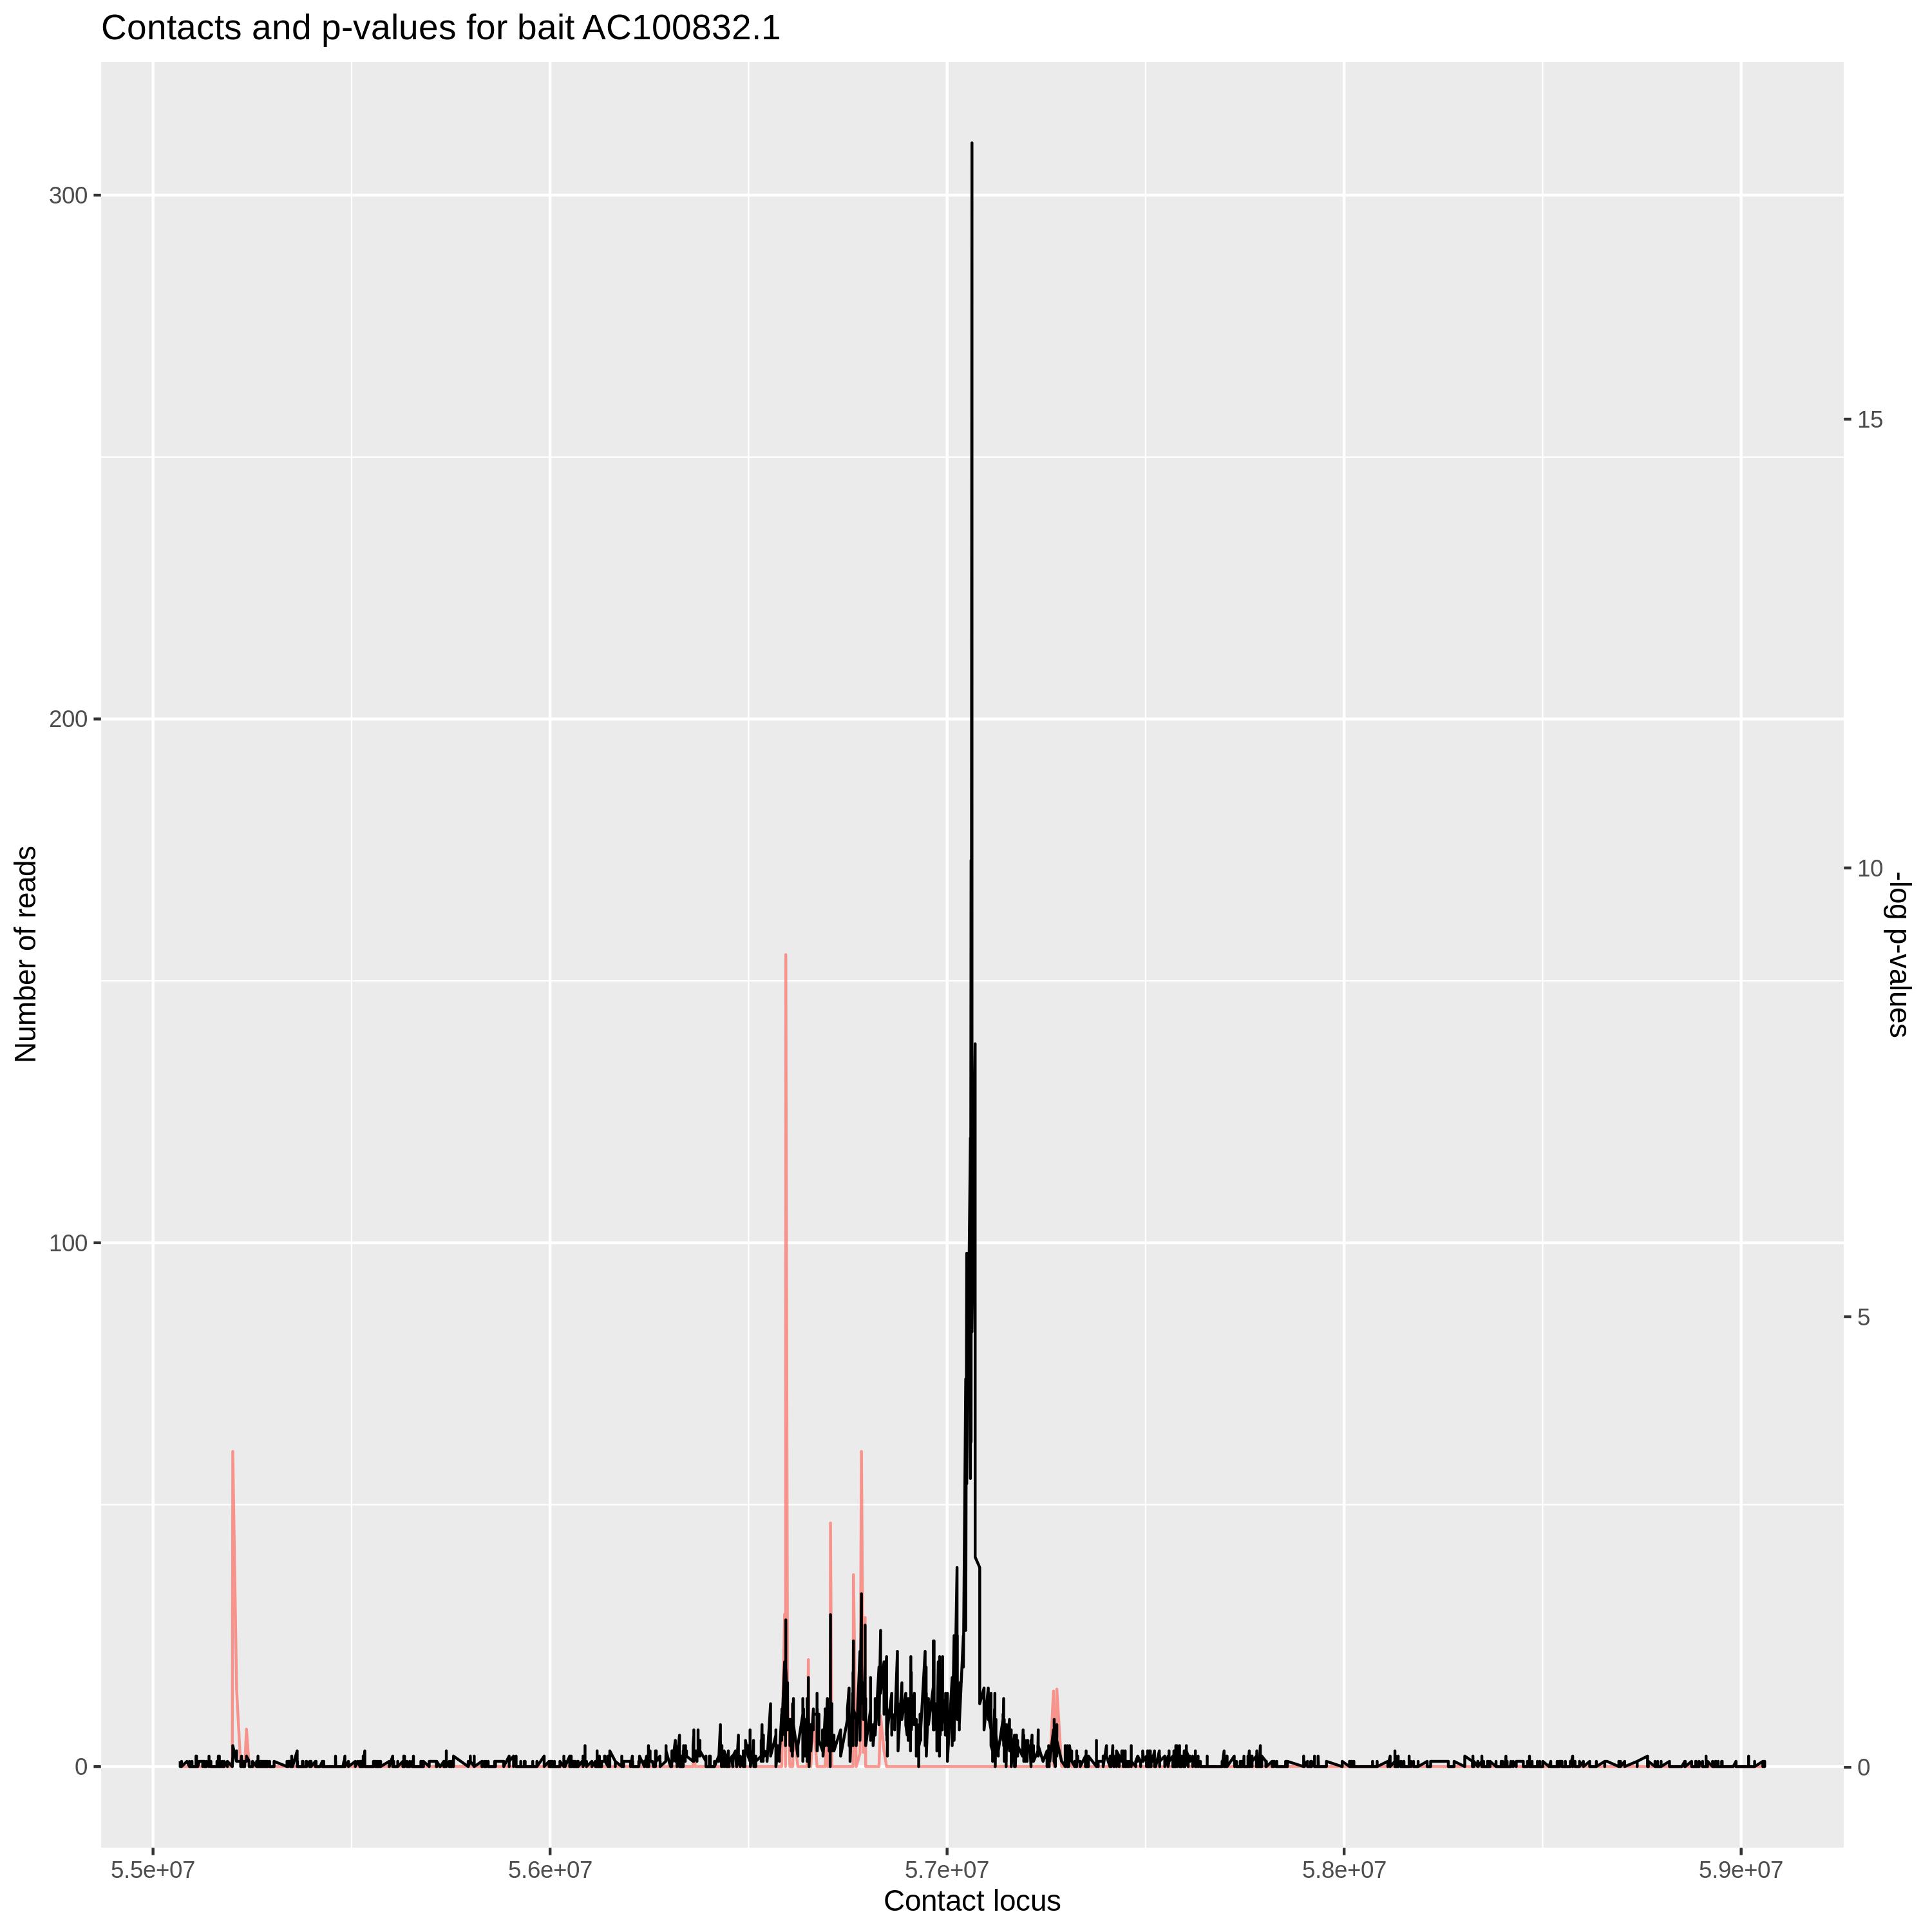 Contacts and p-values for bait AC100832.1
300
200
100
0
Number of reads
15
10
5
0
-log p-values
5.5e+07
5.6e+07
5.7e+07
5.8e+07
5.9e+07
Contact locus